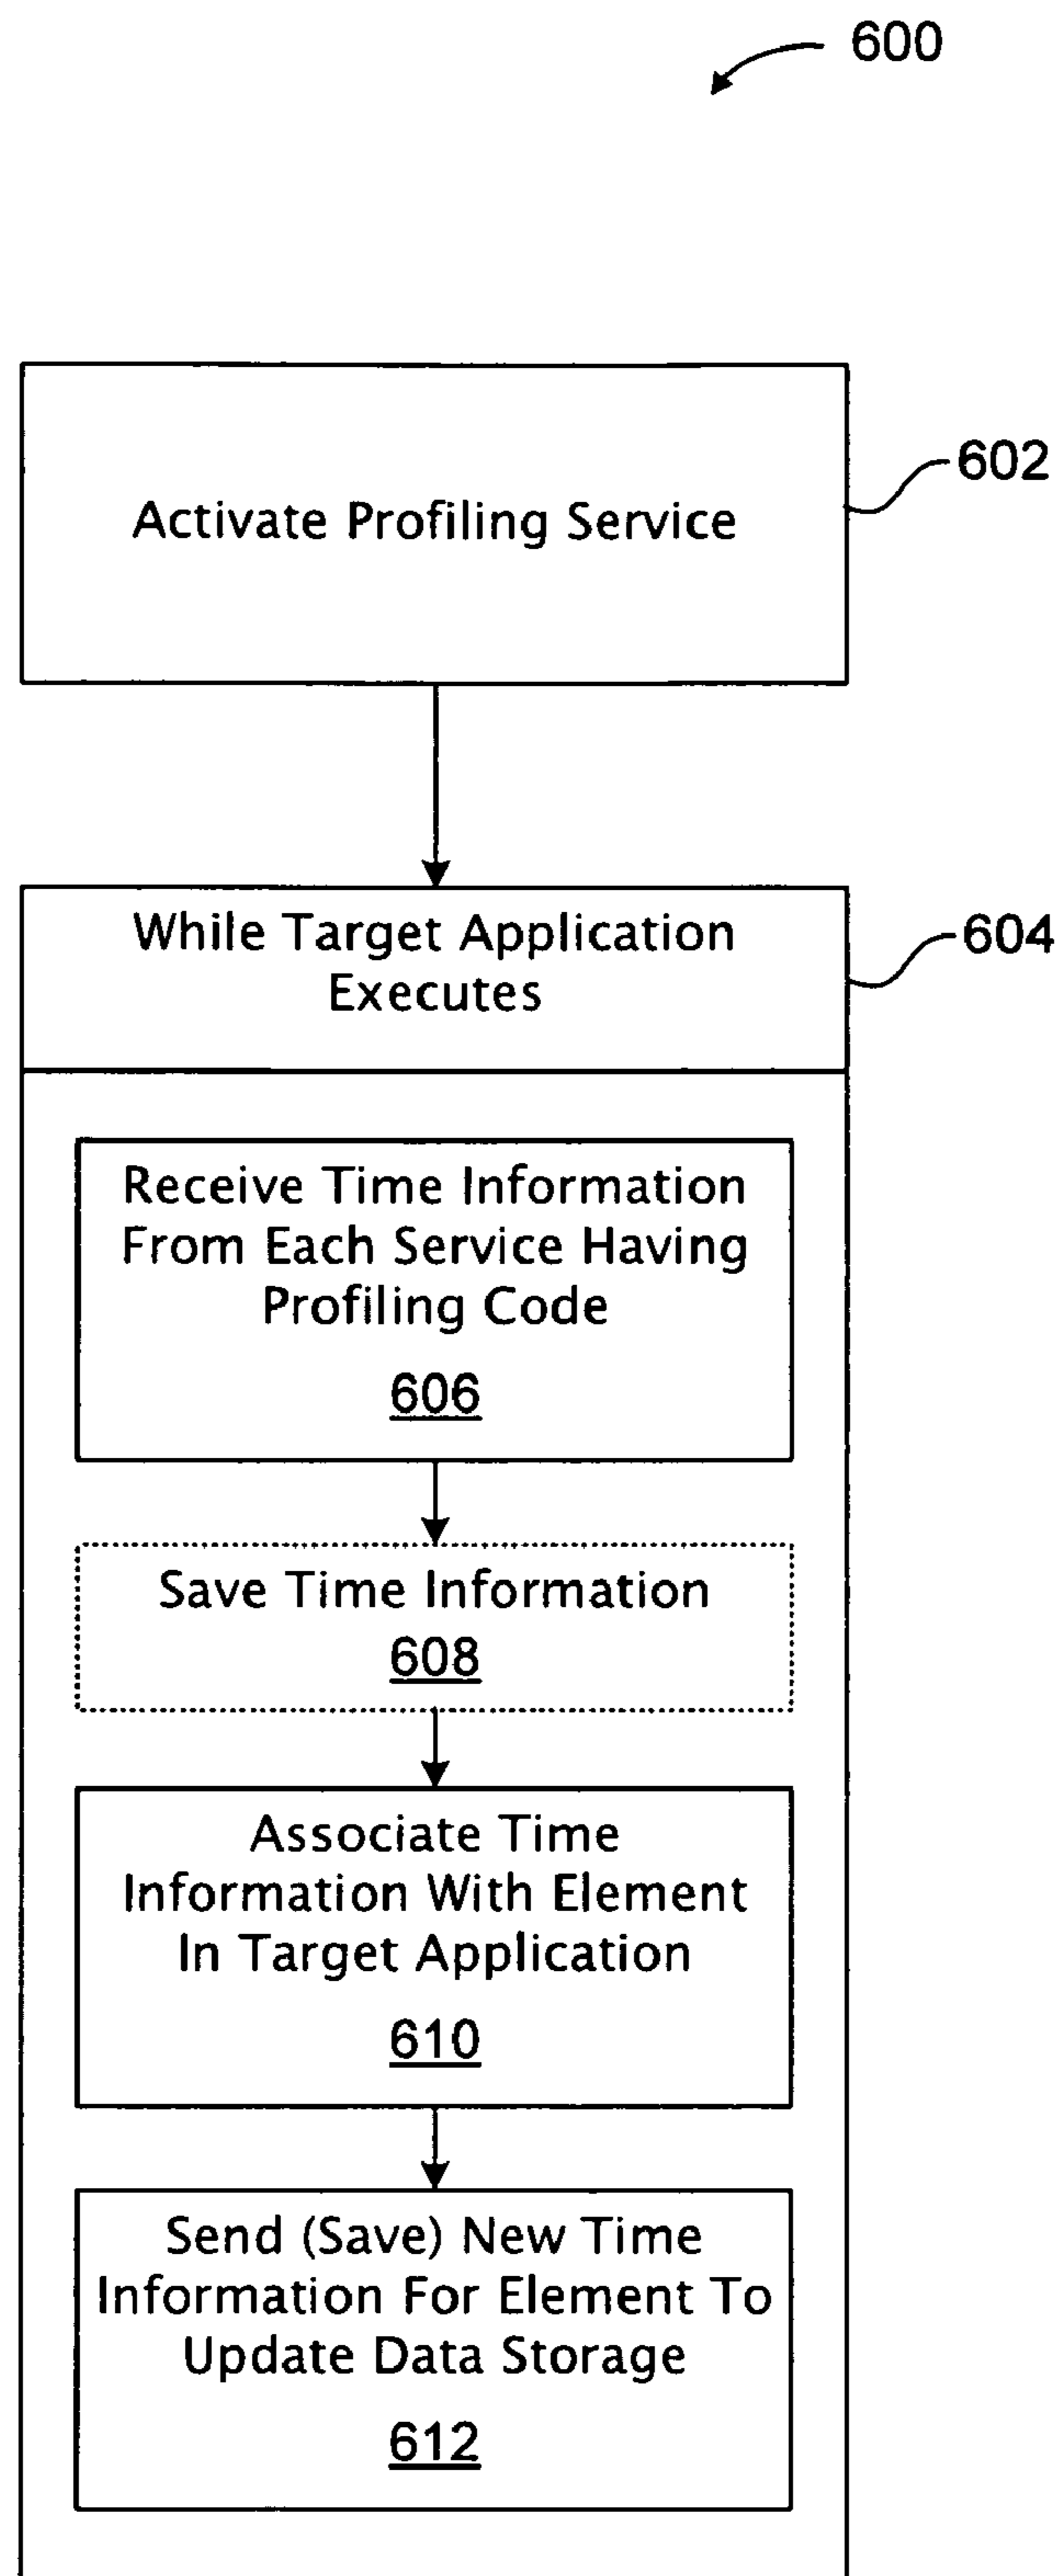 600
Activate Profiling Service
602
While Target Application
Executes
604
Receive Time Information
From Each Service Having
Profiling Code
606
Save Time Information
608
Associate Time
Information With Element
In Target Application
610
Send (Save) New Time
Information For Element To
Update Data Storage
612